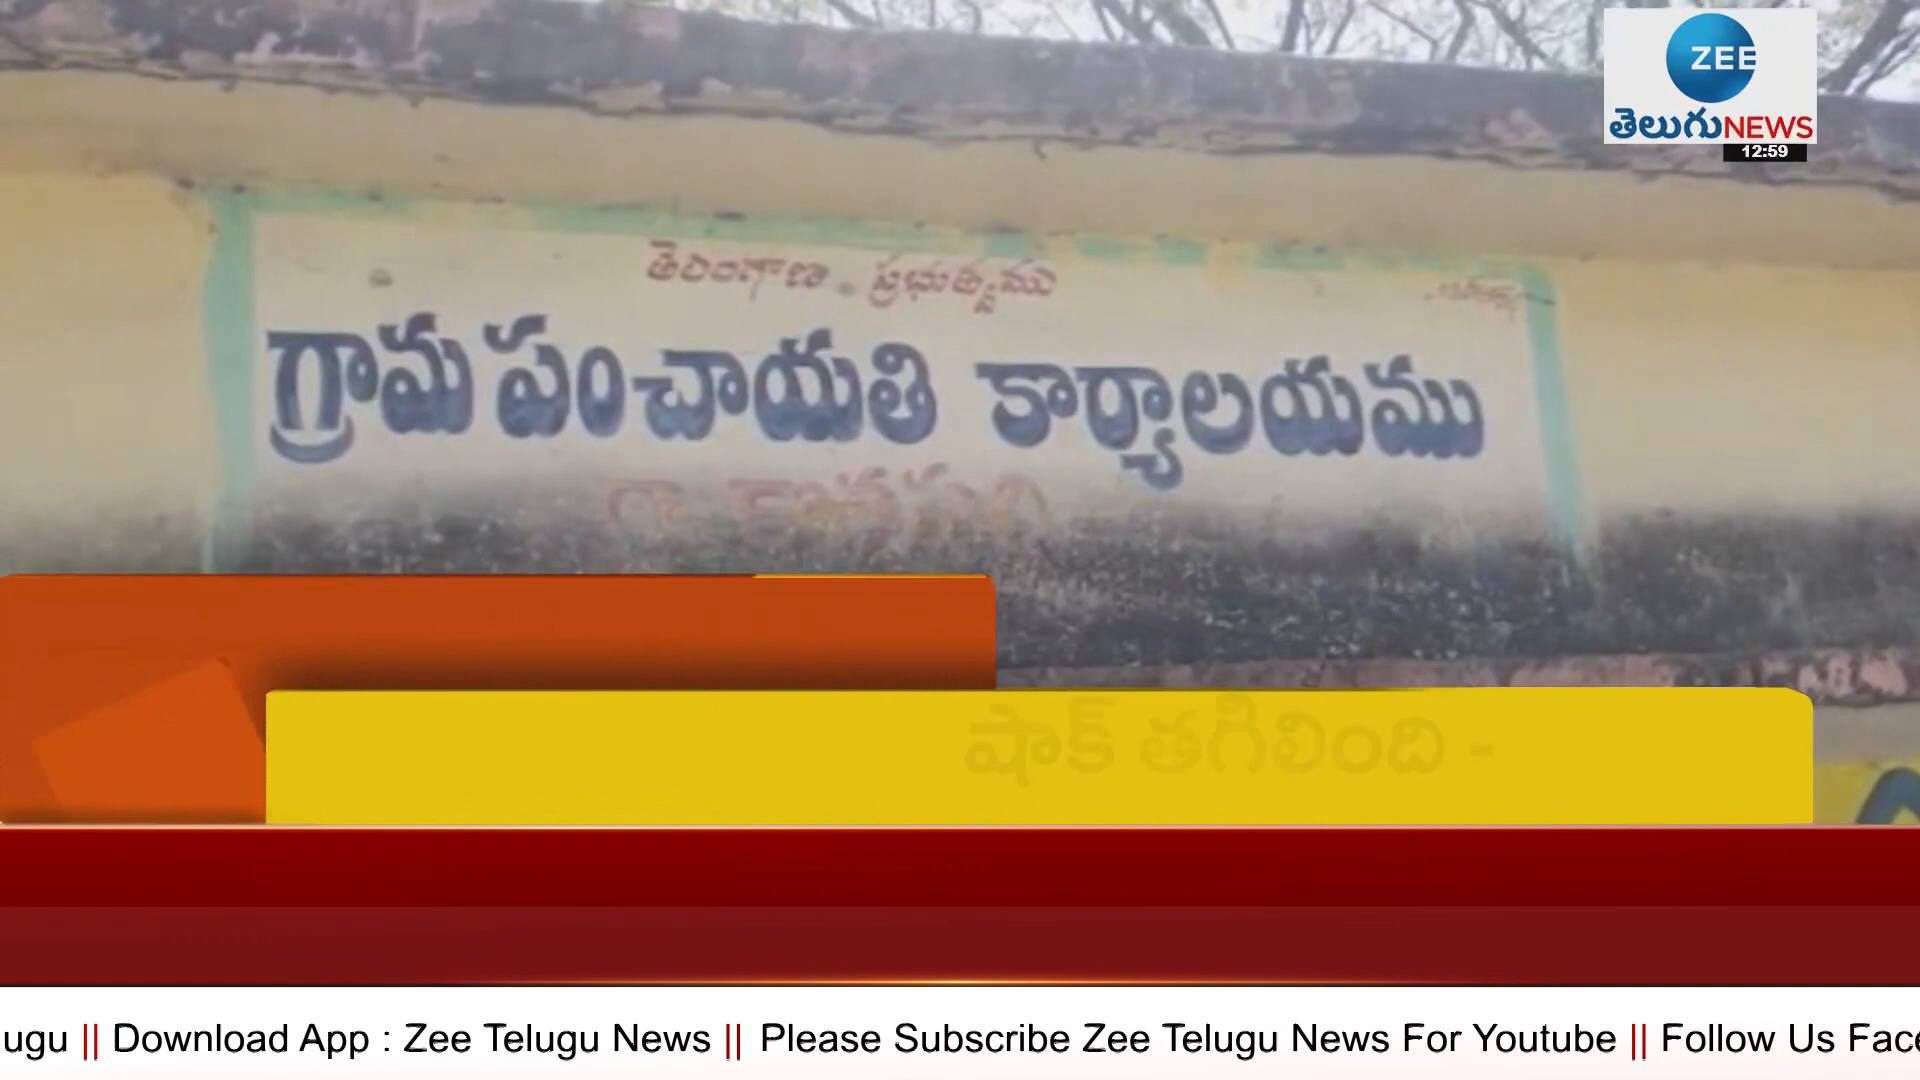 ZEE
తెలుగు NEWS
12:59
తెలంగాణ ప్రభుత్వము
గ్రామ పంచాయతి కార్యాలయము
షాక్ తగిలింది -
ugu || Download App : Zee Telugu News || Please Subscribe Zee Telugu News For Youtube || Follow Us Face